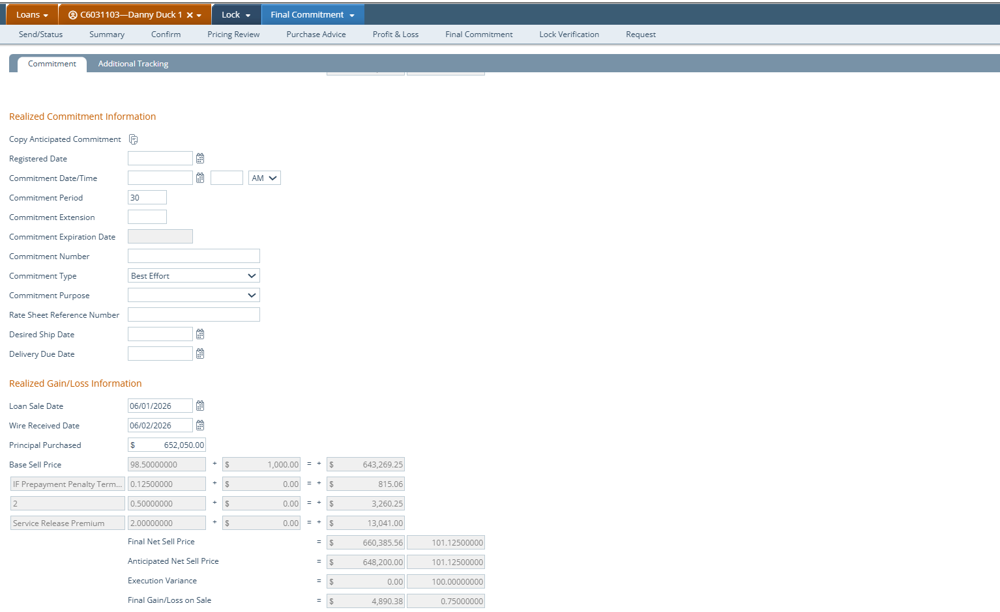 Loans C6031103—Danny Duck 1 Lock Final Commitment
Send/Status Summary Confirm Pricing Review Purchase Advice Profit & Loss Final Commitment Lock Verification Request
Commitment Additional Tracking
Realized Commitment Information
Copy Anticipated Commitment
Registered Date
Commitment Date/Time AM
Commitment Period 30
Commitment Extension
Commitment Expiration Date
Commitment Number
Commitment Type Best Effort
Commitment Purpose
Rate Sheet Reference Number
Desired Ship Date
Delivery Due Date
Realized Gain/Loss Information
Loan Sale Date 06/01/2026
Wire Received Date 06/02/2026
Principal Purchased $ 652,050.00
Base Sell Price 98.50000000 + $ 1,000.00 = + $ 643,269.25
IF Prepayment Penalty Term... 0.12500000 + $ 0.00 = + $ 815.06
2 0.50000000 + $ 0.00 = + $ 3,260.25
Service Release Premium 2.00000000 + $ 0.00 = + $ 13,041.00
Final Net Sell Price = $ 660,385.56 101.12500000
Anticipated Net Sell Price = $ 648,200.00 101.12500000
Execution Variance = $ 0.00 100.00000000
Final Gain/Loss on Sale = $ 4,890.38 0.75000000